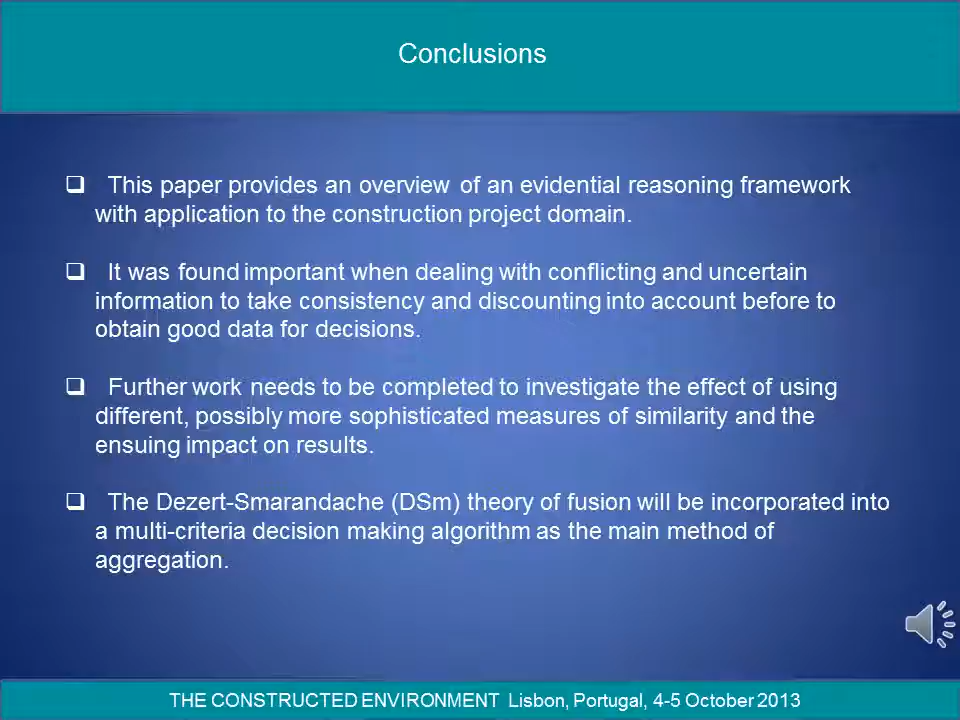 Conclusions
❑ This paper provides an overview of an evidential reasoning framework
with application to the construction project domain.
❑ It was found important when dealing with conflicting and uncertain
information to take consistency and discounting into account before to
obtain good data for decisions.
❑ Further work needs to be completed to investigate the effect of using
different, possibly more sophisticated measures of similarity and the
ensuing impact on results.
❑ The Dezert-Smarandache (DSm) theory of fusion will be incorporated into
a multi-criteria decision making algorithm as the main method of
aggregation.
THE CONSTRUCTED ENVIRONMENT Lisbon, Portugal, 4-5 October 2013